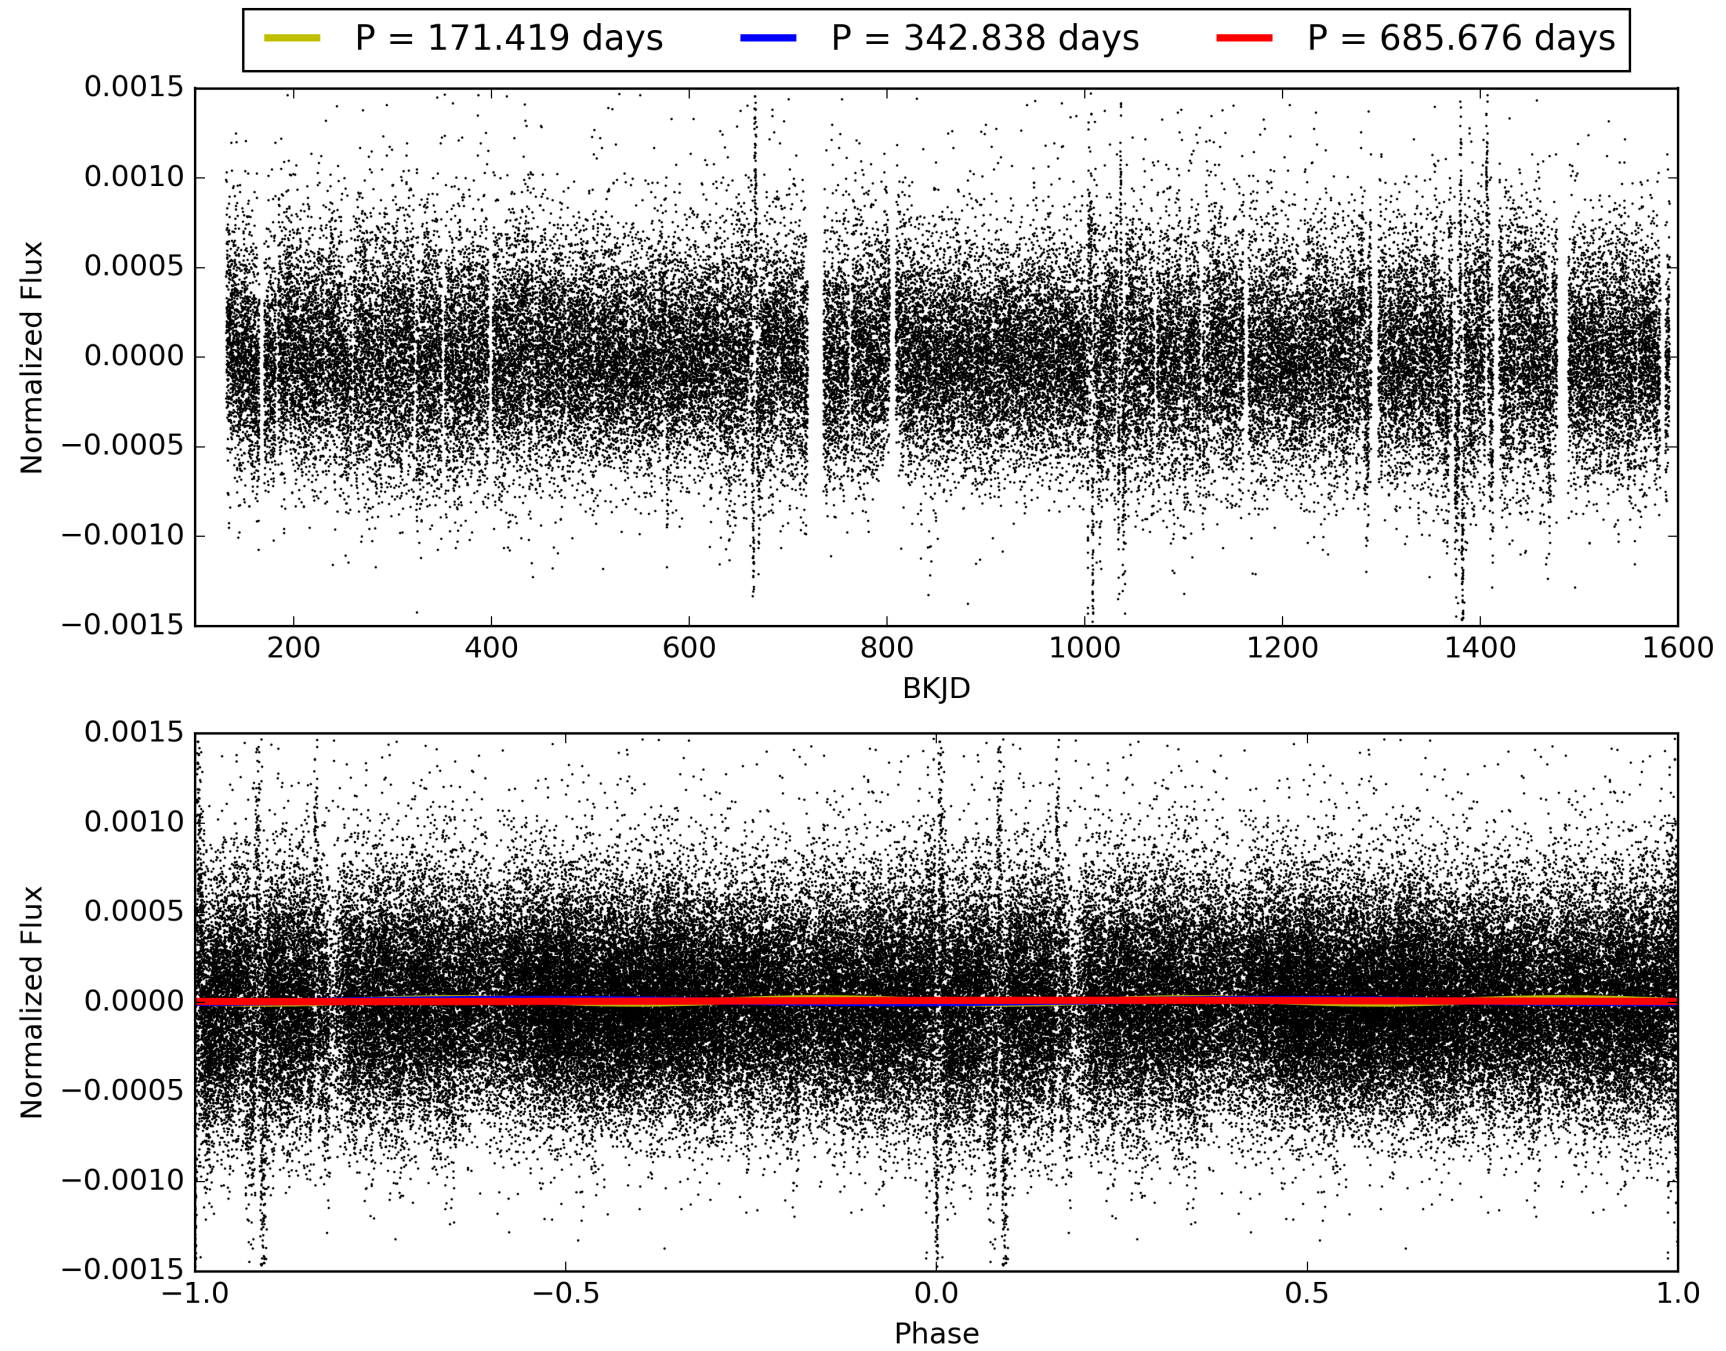 P = 171.419 days P = 342.838 days P = 685.676 days
0.0015
0.0010
0.0005
0.0000
−0.0005
−0.0010
−0.0015
Normalized Flux
200 400 600 800 1000 1200 1400 1600
BKJD
0.0015
0.0010
0.0005
0.0000
−0.0005
−0.0010
−0.0015
Normalized Flux
−1.0 −0.5 0.0 0.5 1.0
Phase